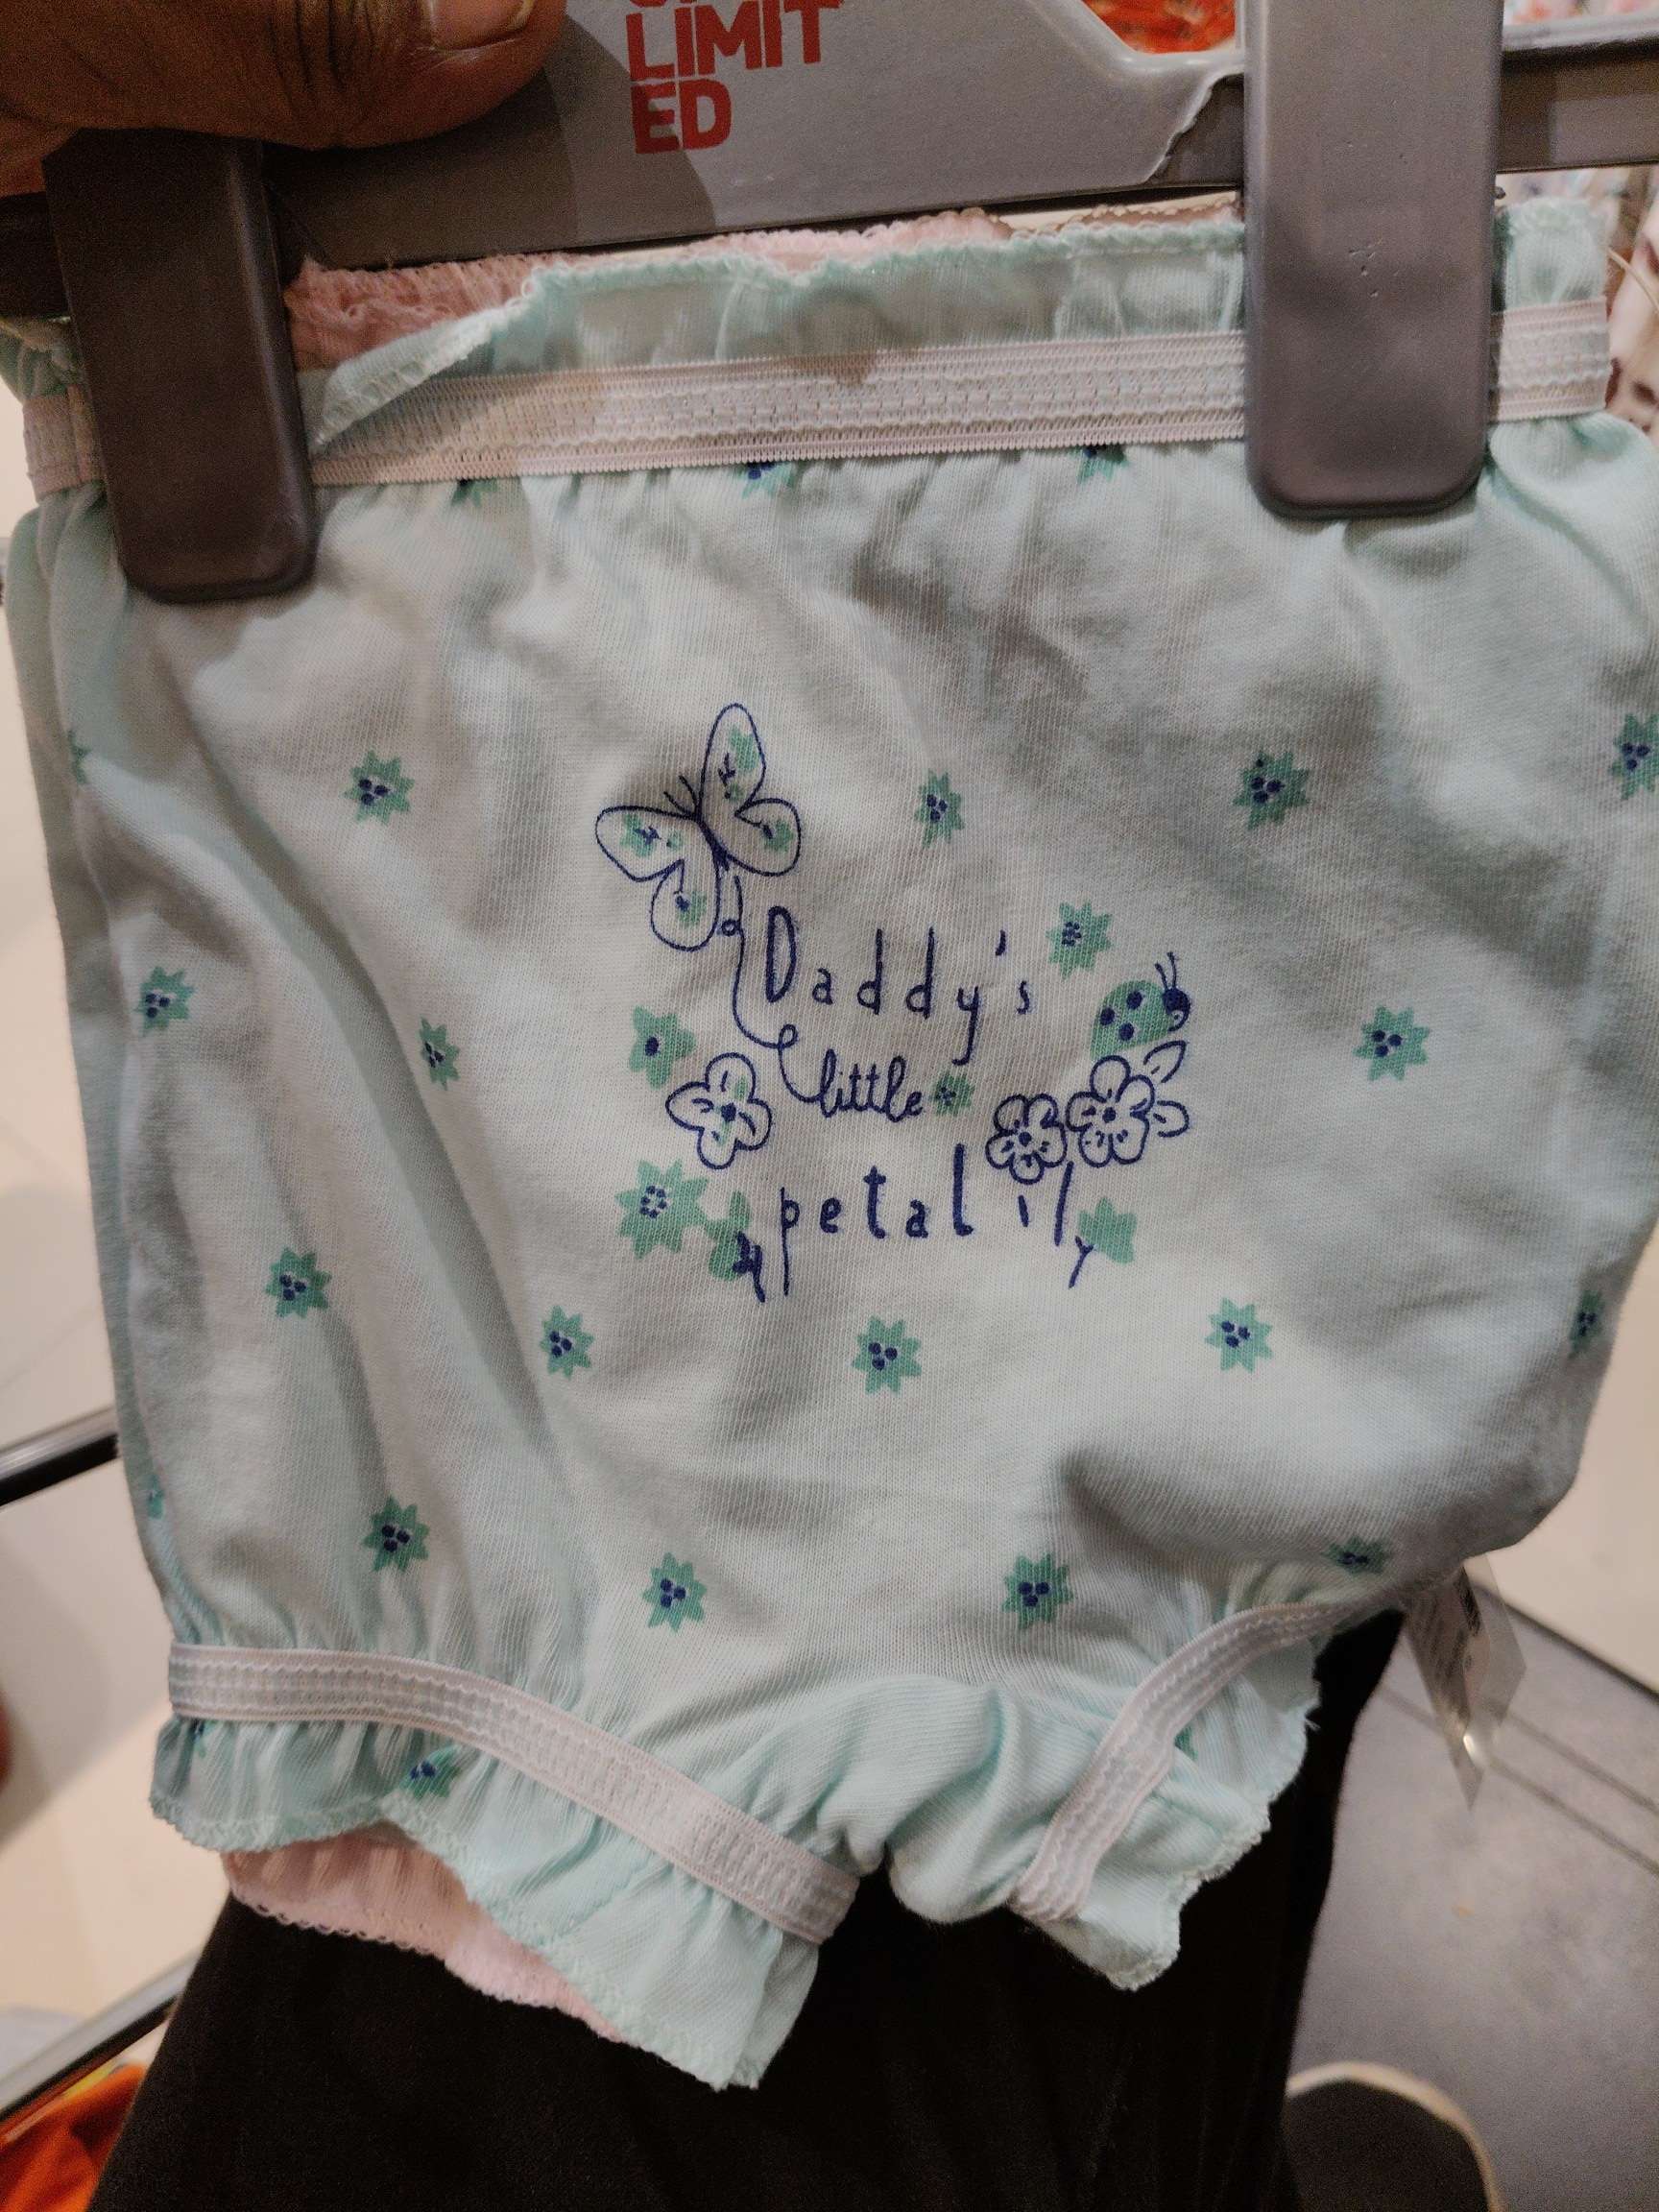 LIMIT
ED
Daddy's
little
petal